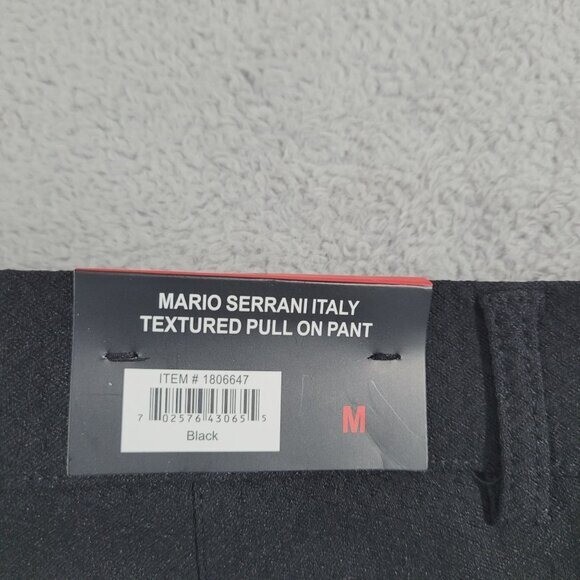 MARIO SERRANI ITALY
TEXTURED PULL ON PANT
ITEM # 1806647
7 02576 43065 5
Black
M